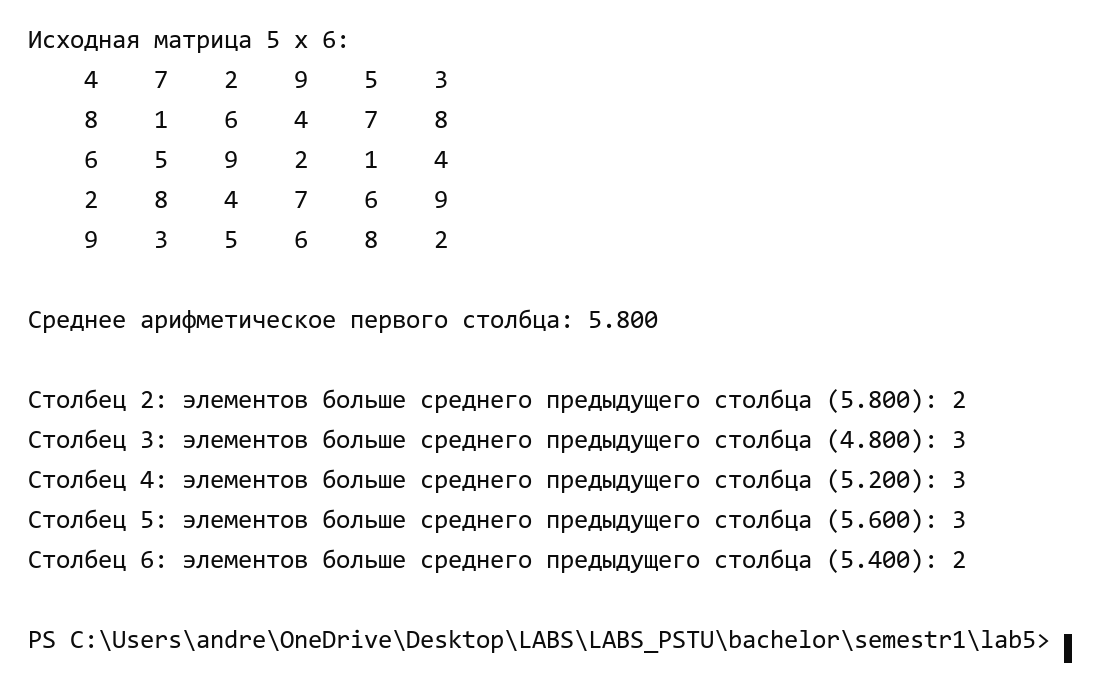 Исходная матрица 5 x 6:
4 7 2 9 5 3
8 1 6 4 7 8
6 5 9 2 1 4
2 8 4 7 6 9
9 3 5 6 8 2
Среднее арифметическое первого столбца: 5.800
Столбец 2: элементов больше среднего предыдущего столбца (5.800): 2
Столбец 3: элементов больше среднего предыдущего столбца (4.800): 3
Столбец 4: элементов больше среднего предыдущего столбца (5.200): 3
Столбец 5: элементов больше среднего предыдущего столбца (5.600): 3
Столбец 6: элементов больше среднего предыдущего столбца (5.400): 2
PS C:\Users\andre\OneDrive\Desktop\LABS\LABS_PSTU\bachelor\semestr1\lab5>